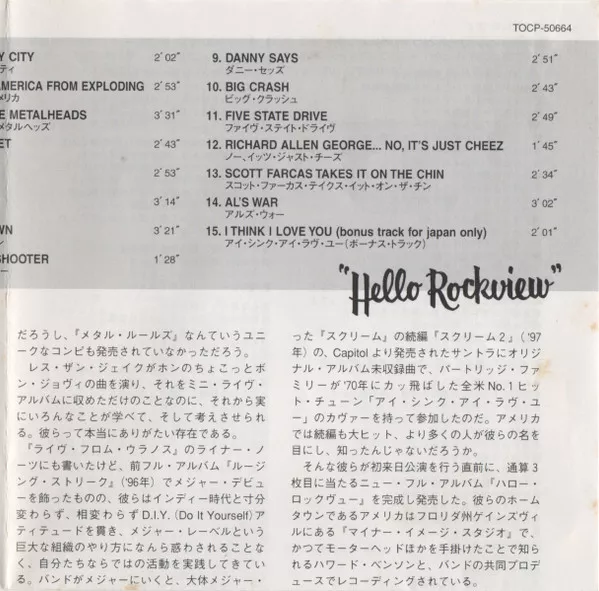 TOCP-50664
Y CITY 2'02"
ティ
AMERICA FROM EXPLODING 2'53"
メリカ
E METALHEADS 3'31"
メタルヘッズ
ET 2'43"
2'53"
3'14"
WN 3'21"
ン
SHOOTER 1'28"
ー
9. DANNY SAYS 2'51"
ダニー・セッズ
10. BIG CRASH 2'43"
ビッグ・クラッシュ
11. FIVE STATE DRIVE 2'49"
ファイヴ・ステイト・ドライヴ
12. RICHARD ALLEN GEORGE... NO, IT'S JUST CHEEZ 1'45"
ノー、イッツ・ジャスト・チーズ
13. SCOTT FARCAS TAKES IT ON THE CHIN 2'34"
スコット・ファーカス・テイクス・イット・オン・ザ・チン
14. AL'S WAR 3'02"
アルズ・ウォー
15. I THINK I LOVE YOU (bonus track for japan only) 2'01"
アイ・シンク・アイ・ラヴ・ユー(ボーナス・トラック)
"Hello Rockview"
だろうし、『メタル・ルールズ』なんていうユニ
ークなコンピも発売されていなかっただろう。
レス・ザン・ジェイクがホンのちょこっとボ
ン・ジョヴィの曲を演り、それをミニ・ライヴ・
アルバムに収めただけのことなのに、それから実
にいろんなことが学べて、そして考えさせられ
る。彼らって本当にありがたい存在である。
『ライヴ・フロム・ウラノス』のライナー・ノ
ーツにも書いたけど、前フル・アルバム『ルージ
ング・ストリーク』('96年)でメジャー・デビュー
を飾ったものの、彼らはインディー時代と寸分
変わらず、相変わらずD.I.Y.(Do It Yourself)ア
ティテュードを貫き、メジャー・レーベルという
巨大な組織のやり方になんら惑わされることな
く、自分たちならではの活動を実践してきてい
る。バンドがメジャーにいくと、大体メジャー・
った『スクリーム』の続編『スクリーム2』('97
年)の、Capitolより発売されたサントラにオリジ
ナル・アルバム未収録曲で、パートリッジ・ファ
ミリーが'70年にカッ飛ばした全米No.1ヒッ
ト・チューン「アイ・シンク・アイ・ラヴ・ユ
ー」のカヴァーを持って参加したのだ。アメリカ
では続編も大ヒット、より多くの人が彼らの名を
目にし、知ったんじゃないだろうか。
そんな彼らが初来日公演を行う直前に、通算3
枚目に当たるニュー・フル・アルバム『ハロー・
ロックヴュー』を完成し発売した。彼らのホーム
タウンであるアメリカはフロリダ州ゲインズヴィ
ルにある『マイナー・イメージ・スタジオ』で、
かつてモーターヘッドほかを手掛けたことで知ら
れるハワード・ベンソンと、バンドの共同プロデ
ュースでレコーディングされている。